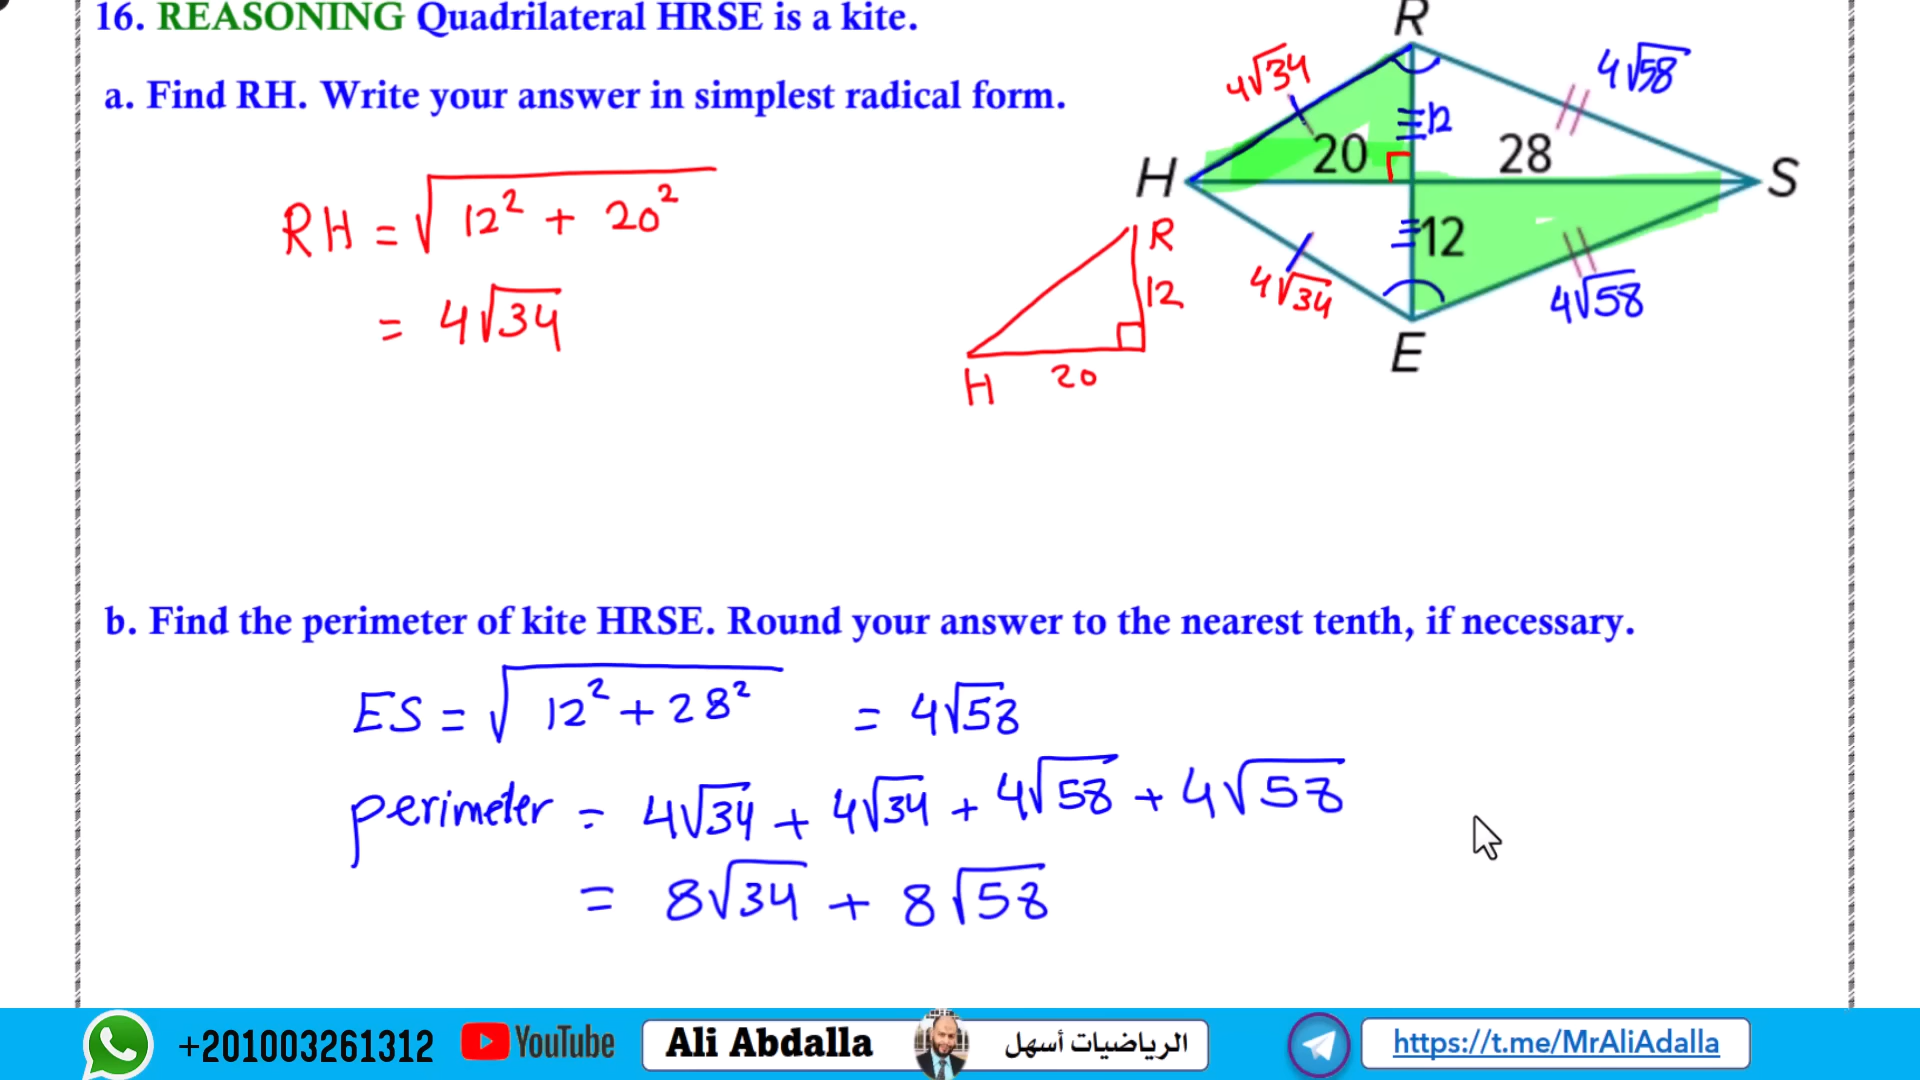 16. REASONING Quadrilateral HRSE is a kite.
a. Find RH. Write your answer in simplest radical form.
RH = √(12² + 20²)
= 4√34
R
4√34
4√58
12
20
28
H
S
12
4√34
4√58
E
R
12
H
20
b. Find the perimeter of kite HRSE. Round your answer to the nearest tenth, if necessary.
ES = √(12² + 28²) = 4√58
perimeter = 4√34 + 4√34 + 4√58 + 4√58
= 8√34 + 8√58
+201003261312
YouTube
Ali Abdalla
الرياضيات أسهل
https://t.me/MrAliAdalla